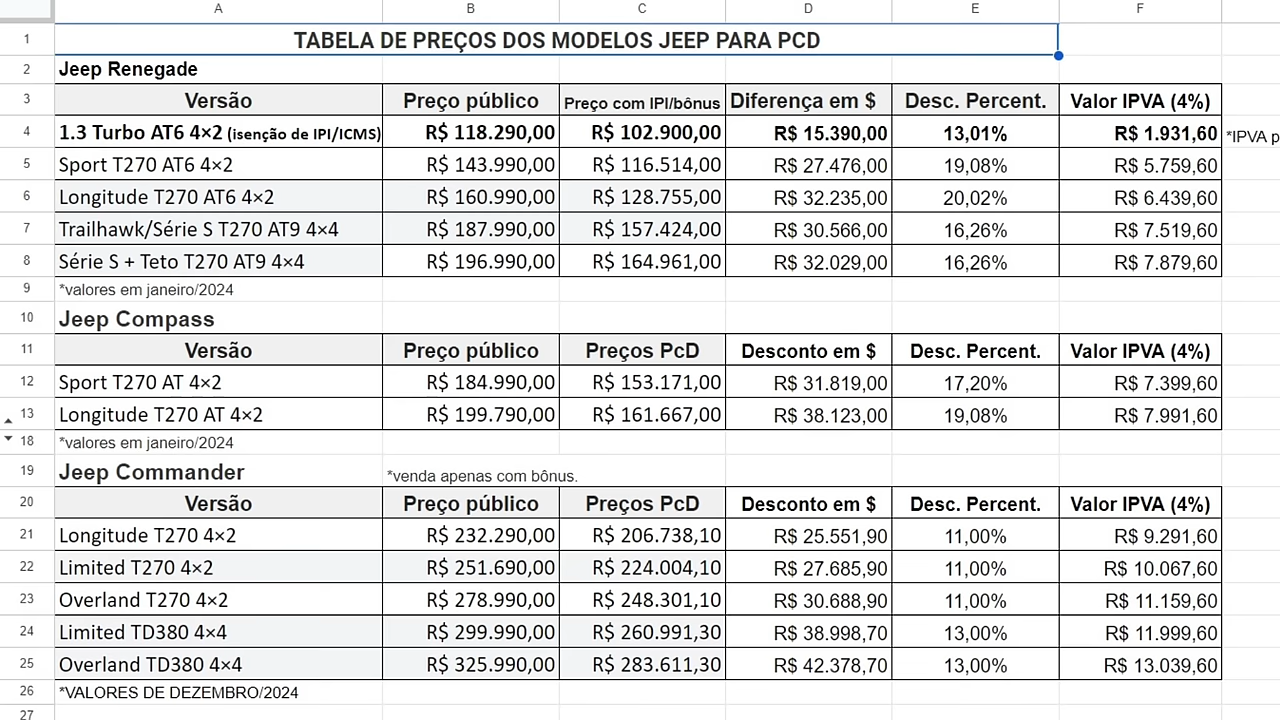 A B C D E F
1 TABELA DE PREÇOS DOS MODELOS JEEP PARA PCD
2 Jeep Renegade
3 Versão Preço público Preço com IPI/bônus Diferença em $ Desc. Percent. Valor IPVA (4%)
4 1.3 Turbo AT6 4×2 (isenção de IPI/ICMS) R$ 118.290,00 R$ 102.900,00 R$ 15.390,00 13,01% R$ 1.931,60 *IPVA p
5 Sport T270 AT6 4×2 R$ 143.990,00 R$ 116.514,00 R$ 27.476,00 19,08% R$ 5.759,60
6 Longitude T270 AT6 4×2 R$ 160.990,00 R$ 128.755,00 R$ 32.235,00 20,02% R$ 6.439,60
7 Trailhawk/Série S T270 AT9 4×4 R$ 187.990,00 R$ 157.424,00 R$ 30.566,00 16,26% R$ 7.519,60
8 Série S + Teto T270 AT9 4×4 R$ 196.990,00 R$ 164.961,00 R$ 32.029,00 16,26% R$ 7.879,60
9 *valores em janeiro/2024
10 Jeep Compass
11 Versão Preço público Preços PcD Desconto em $ Desc. Percent. Valor IPVA (4%)
12 Sport T270 AT 4×2 R$ 184.990,00 R$ 153.171,00 R$ 31.819,00 17,20% R$ 7.399,60
13 Longitude T270 AT 4×2 R$ 199.790,00 R$ 161.667,00 R$ 38.123,00 19,08% R$ 7.991,60
18 *valores em janeiro/2024
19 Jeep Commander *venda apenas com bônus.
20 Versão Preço público Preços PcD Desconto em $ Desc. Percent. Valor IPVA (4%)
21 Longitude T270 4×2 R$ 232.290,00 R$ 206.738,10 R$ 25.551,90 11,00% R$ 9.291,60
22 Limited T270 4×2 R$ 251.690,00 R$ 224.004,10 R$ 27.685,90 11,00% R$ 10.067,60
23 Overland T270 4×2 R$ 278.990,00 R$ 248.301,10 R$ 30.688,90 11,00% R$ 11.159,60
24 Limited TD380 4×4 R$ 299.990,00 R$ 260.991,30 R$ 38.998,70 13,00% R$ 11.999,60
25 Overland TD380 4×4 R$ 325.990,00 R$ 283.611,30 R$ 42.378,70 13,00% R$ 13.039,60
26 *VALORES DE DEZEMBRO/2024
27